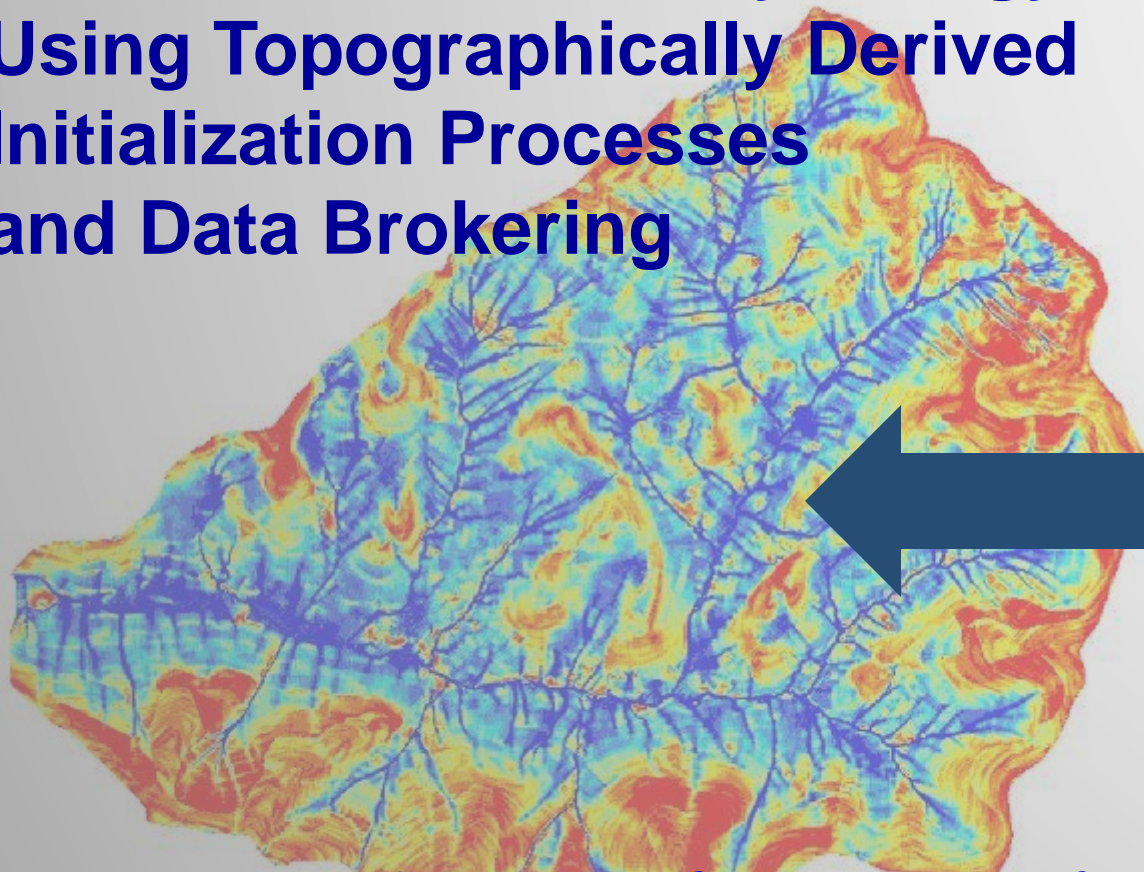 Using Topographically Derived
Initialization Processes
and Data Brokering